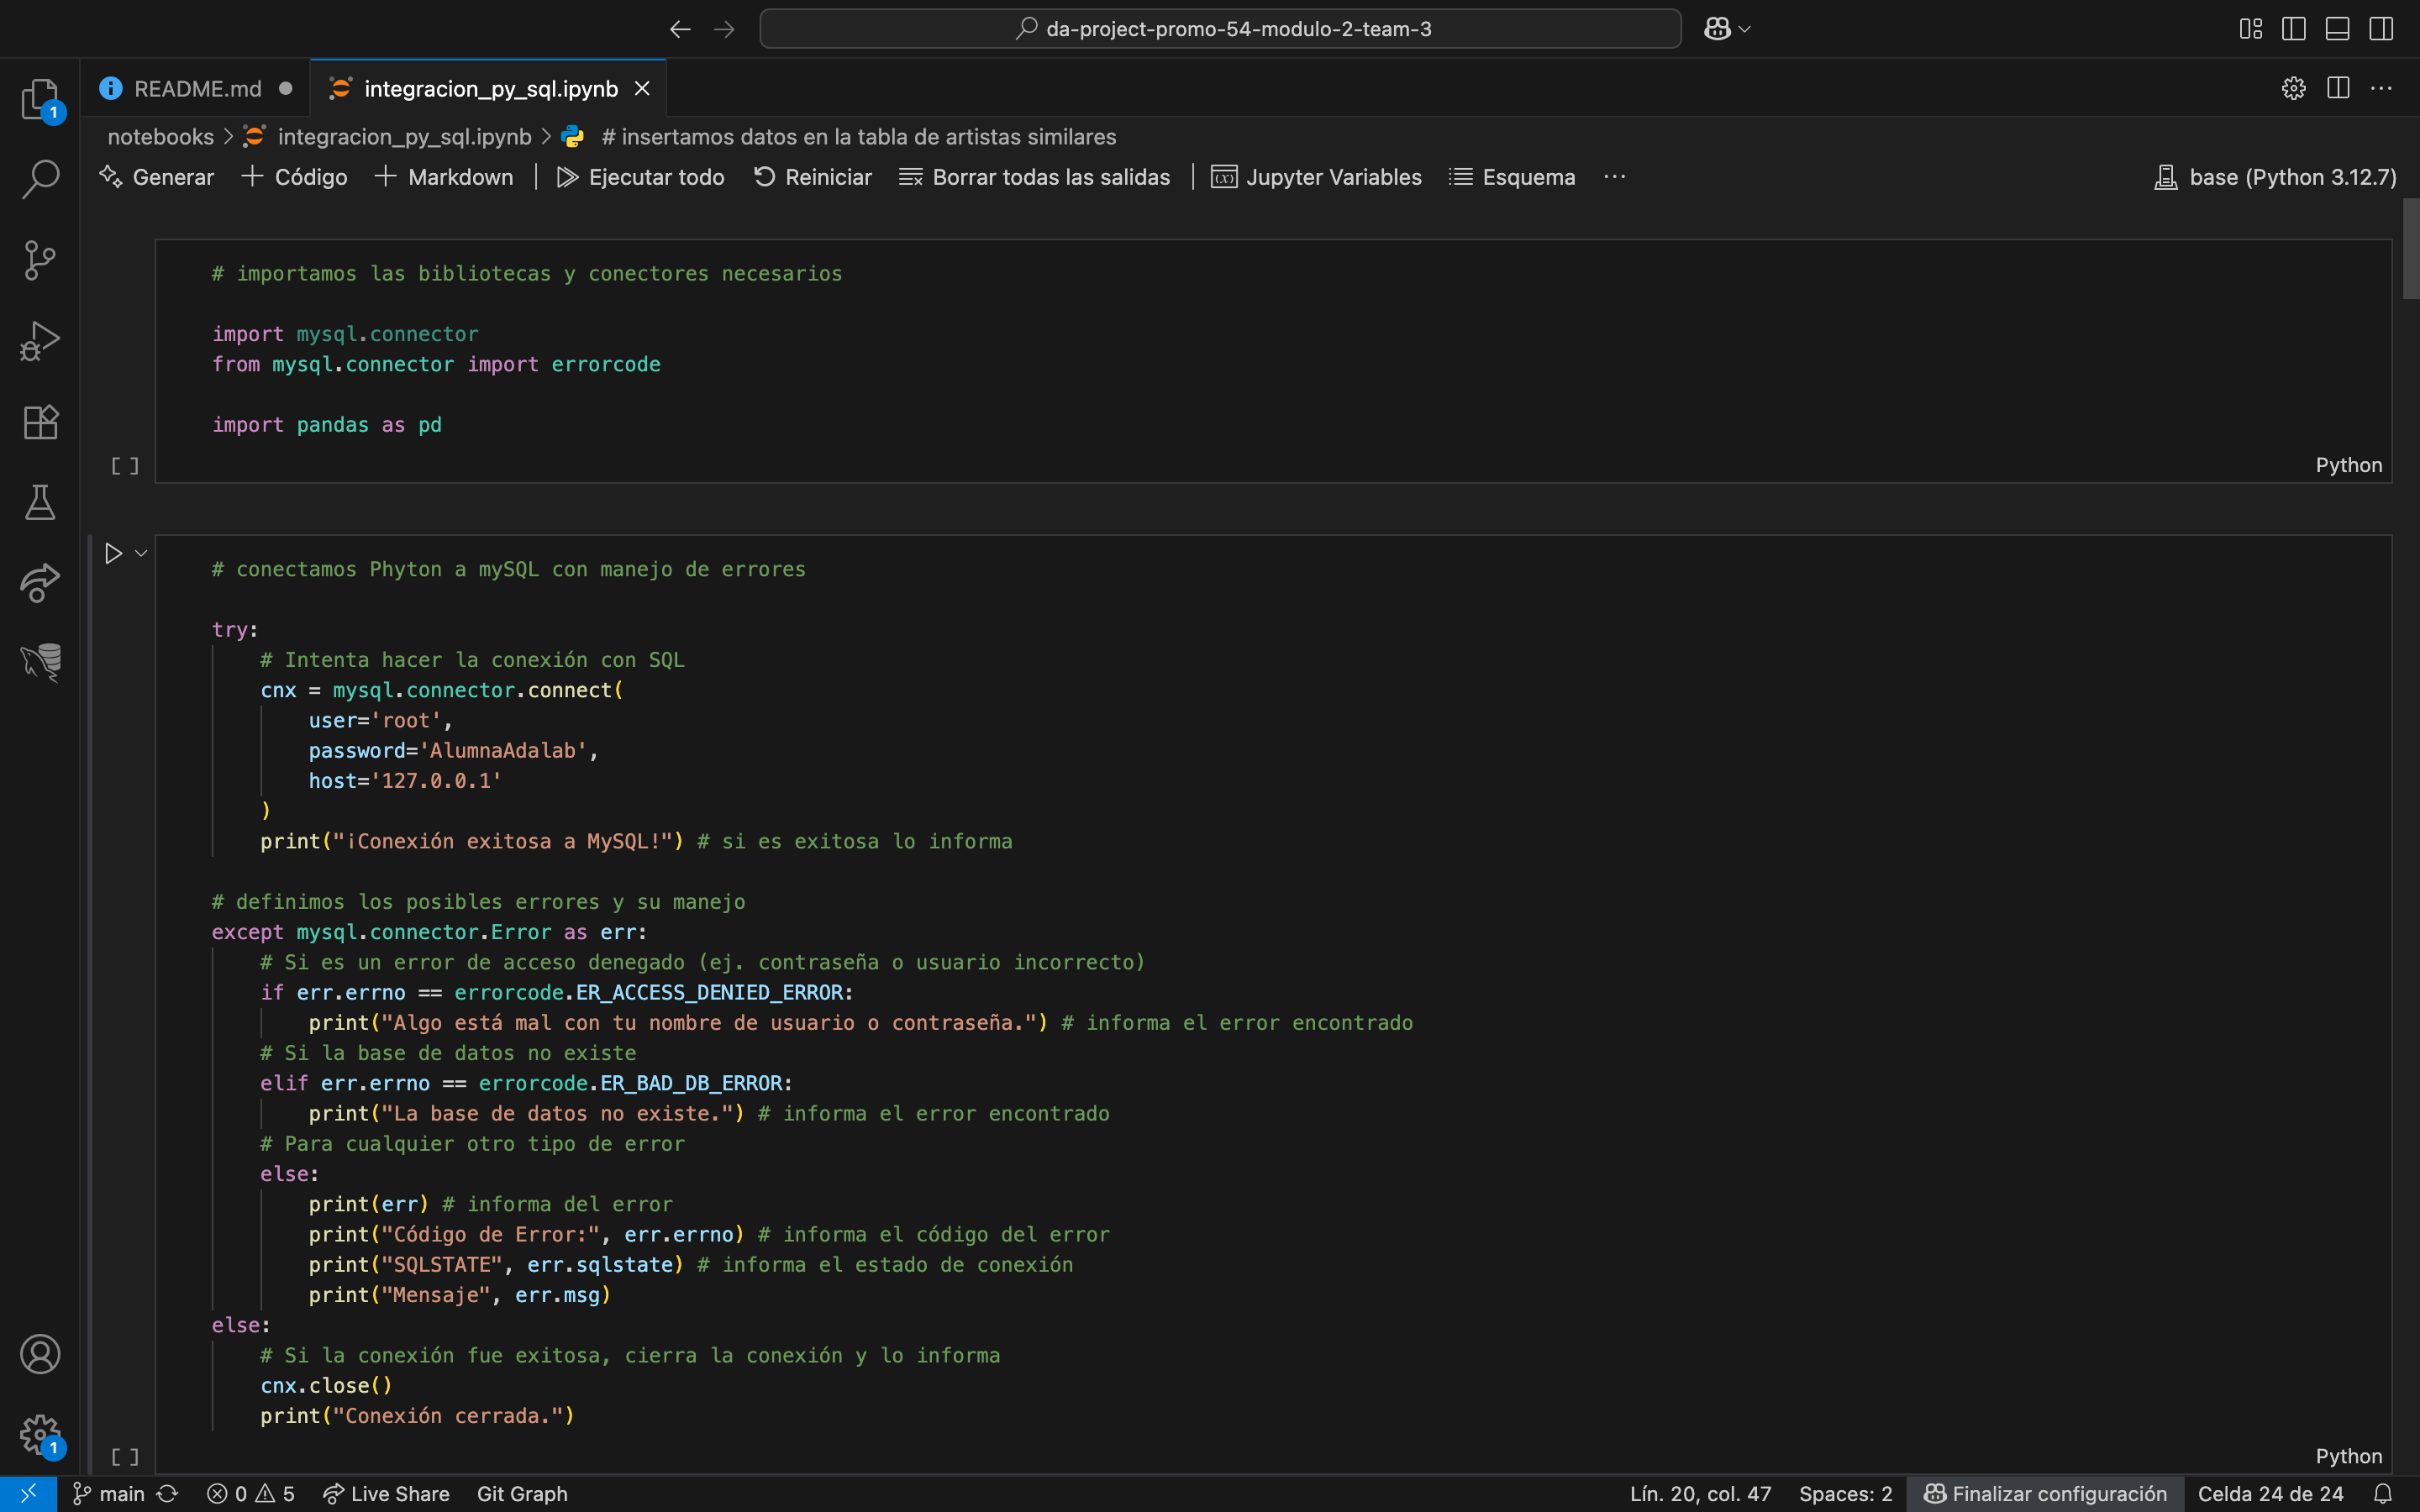 da-project-promo-54-modulo-2-team-3
README.md
integracion_py_sql.ipynb
notebooks > integracion_py_sql.ipynb > # insertamos datos en la tabla de artistas similares
Generar + Código + Markdown | Ejecutar todo Reiniciar Borrar todas las salidas | Jupyter Variables Esquema ··· base (Python 3.12.7)
# importamos las bibliotecas y conectores necesarios
import mysql.connector
from mysql.connector import errorcode
import pandas as pd
[ ]
Python
# conectamos Phyton a mySQL con manejo de errores
try:
    # Intenta hacer la conexión con SQL
    cnx = mysql.connector.connect(
        user='root',
        password='AlumnaAdalab',
        host='127.0.0.1'
    )
    print("¡Conexión exitosa a MySQL!") # si es exitosa lo informa
# definimos los posibles errores y su manejo
except mysql.connector.Error as err:
    # Si es un error de acceso denegado (ej. contraseña o usuario incorrecto)
    if err.errno == errorcode.ER_ACCESS_DENIED_ERROR:
        print("Algo está mal con tu nombre de usuario o contraseña.") # informa el error encontrado
    # Si la base de datos no existe
    elif err.errno == errorcode.ER_BAD_DB_ERROR:
        print("La base de datos no existe.") # informa el error encontrado
    # Para cualquier otro tipo de error
    else:
        print(err) # informa del error
        print("Código de Error:", err.errno) # informa el código del error
        print("SQLSTATE", err.sqlstate) # informa el estado de conexión
        print("Mensaje", err.msg)
else:
    # Si la conexión fue exitosa, cierra la conexión y lo informa
    cnx.close()
    print("Conexión cerrada.")
[ ]
Python
1
1
main 0 5 Live Share Git Graph Lín. 20, col. 47 Spaces: 2 Finalizar configuración Celda 24 de 24